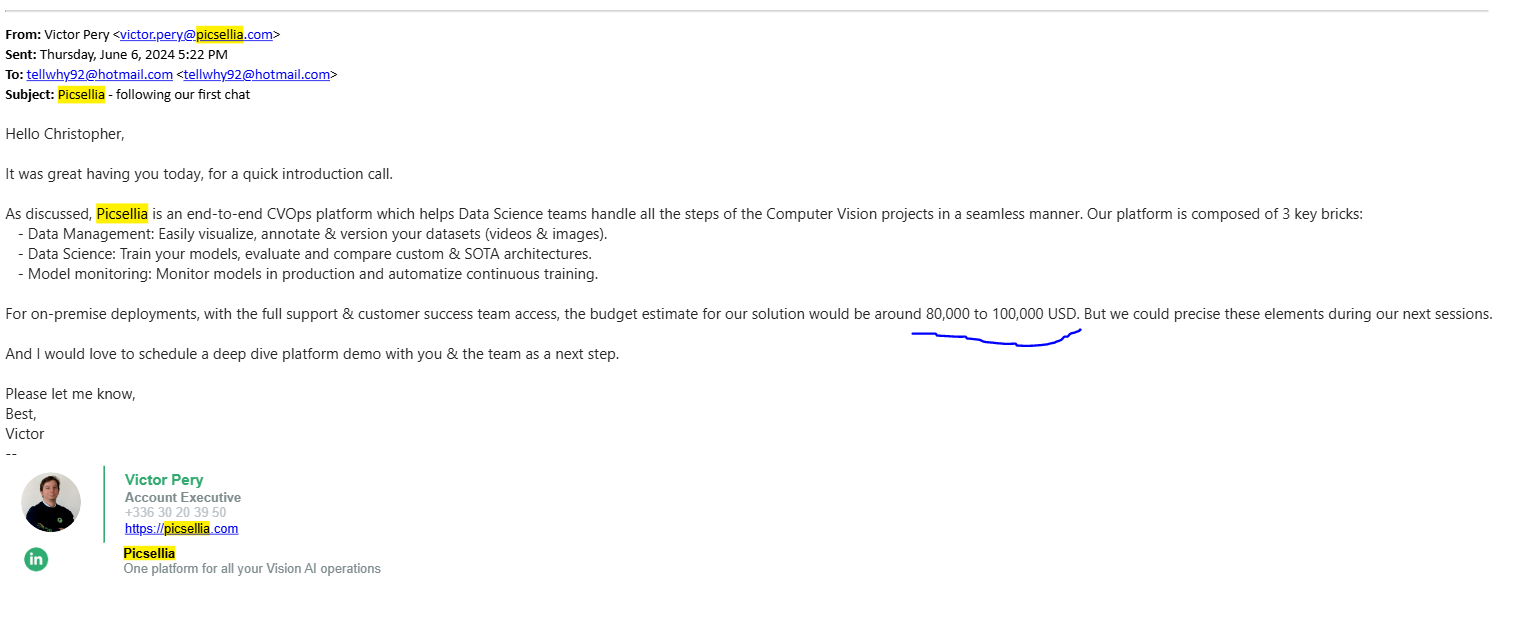 From: Victor Pery <victor.pery@picsellia.com>
Sent: Thursday, June 6, 2024 5:22 PM
To: tellwhy92@hotmail.com <tellwhy92@hotmail.com>
Subject: Picsellia - following our first chat
Hello Christopher,
It was great having you today, for a quick introduction call.
As discussed, Picsellia is an end-to-end CVOps platform which helps Data Science teams handle all the steps of the Computer Vision projects in a seamless manner. Our platform is composed of 3 key bricks:
- Data Management: Easily visualize, annotate & version your datasets (videos & images).
- Data Science: Train your models, evaluate and compare custom & SOTA architectures.
- Model monitoring: Monitor models in production and automatize continuous training.
For on-premise deployments, with the full support & customer success team access, the budget estimate for our solution would be around 80,000 to 100,000 USD. But we could precise these elements during our next sessions.
And I would love to schedule a deep dive platform demo with you & the team as a next step.
Please let me know,
Best,
Victor
--
Victor Pery
Account Executive
+336 30 20 39 50
https://picsellia.com
in
Picsellia
One platform for all your Vision AI operations